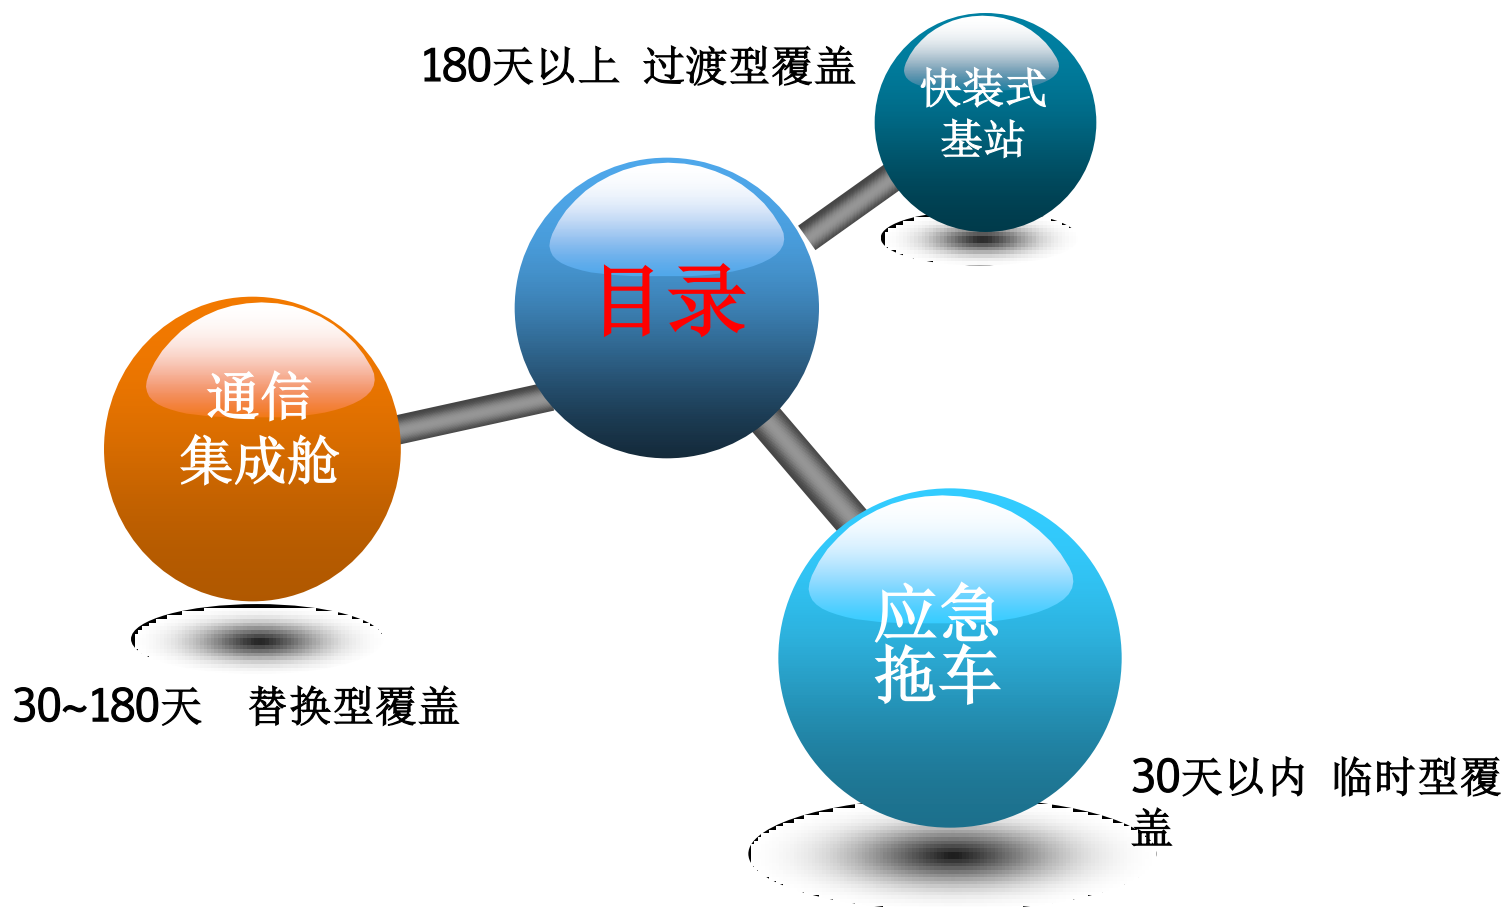 180天以上 过渡型覆盖
快装式
基站
目录
通信
集成舱
30~180天 替换型覆盖
应急
拖车
30天以内 临时型覆
盖